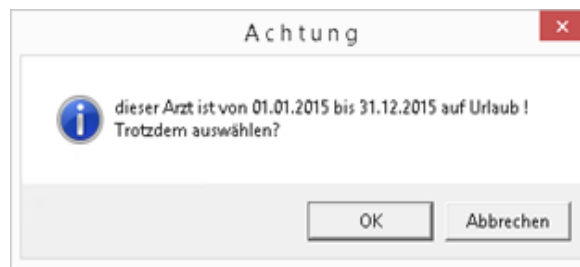 Achtung
dieser Arzt ist von 01.01.2015 bis 31.12.2015 auf Urlaub !
Trotzdem auswählen?
OK
Abbrechen